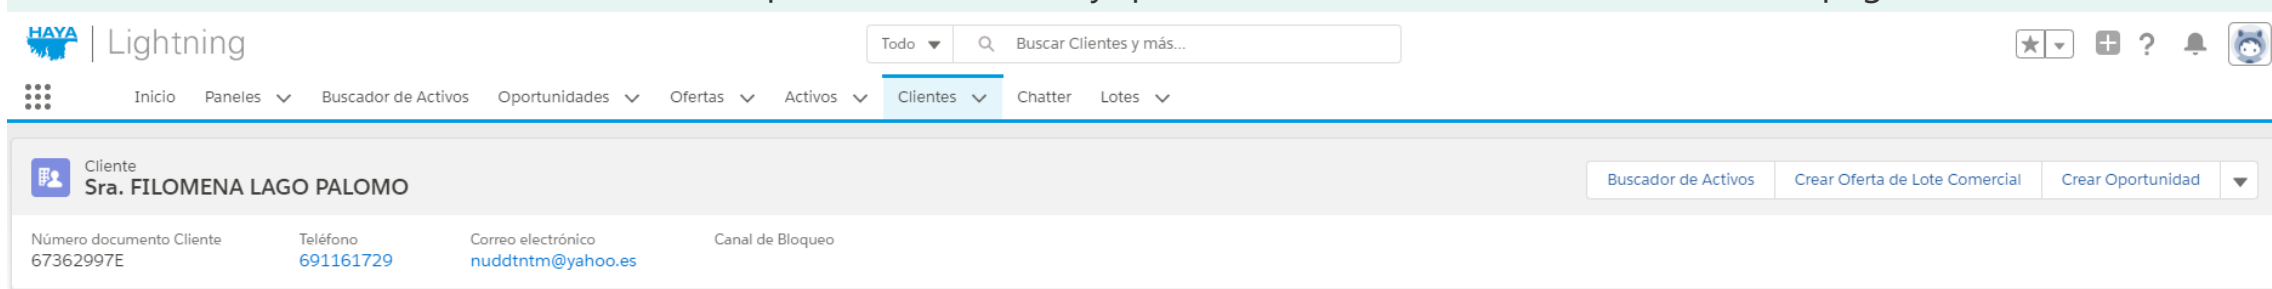 HAYA Lightning Todo Buscar Clientes y más...
Inicio Paneles Buscador de Activos Oportunidades Ofertas Activos Clientes Chatter Lotes
Cliente
Sra. FILOMENA LAGO PALOMO
Buscador de Activos Crear Oferta de Lote Comercial Crear Oportunidad
Número documento Cliente Teléfono Correo electrónico Canal de Bloqueo
67362997E 691161729 nuddtntm@yahoo.es